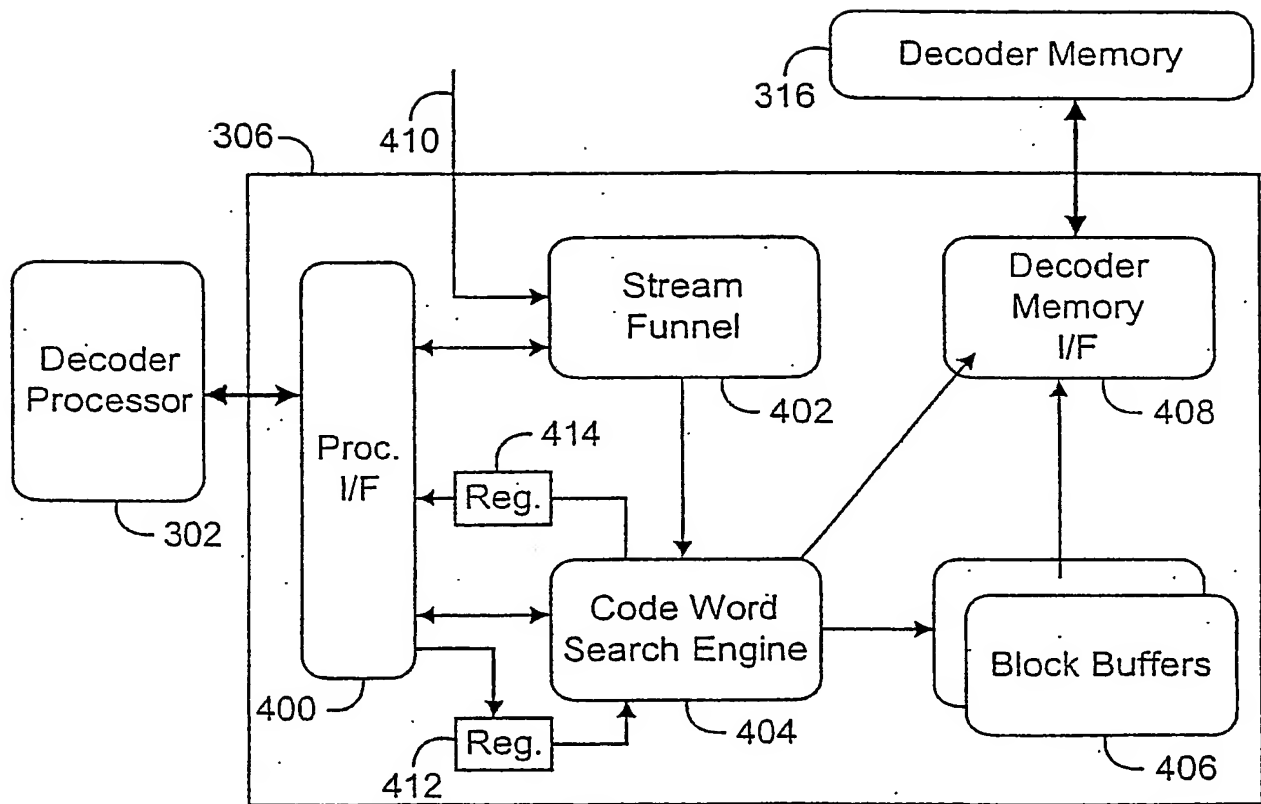 Decoder Memory
316
410
306
Stream
Funnel
402
Decoder
Memory
I/F
408
Decoder
Processor
302
Proc.
I/F
400
414
Reg.
Code Word
Search Engine
404
412
Reg.
Block Buffers
406